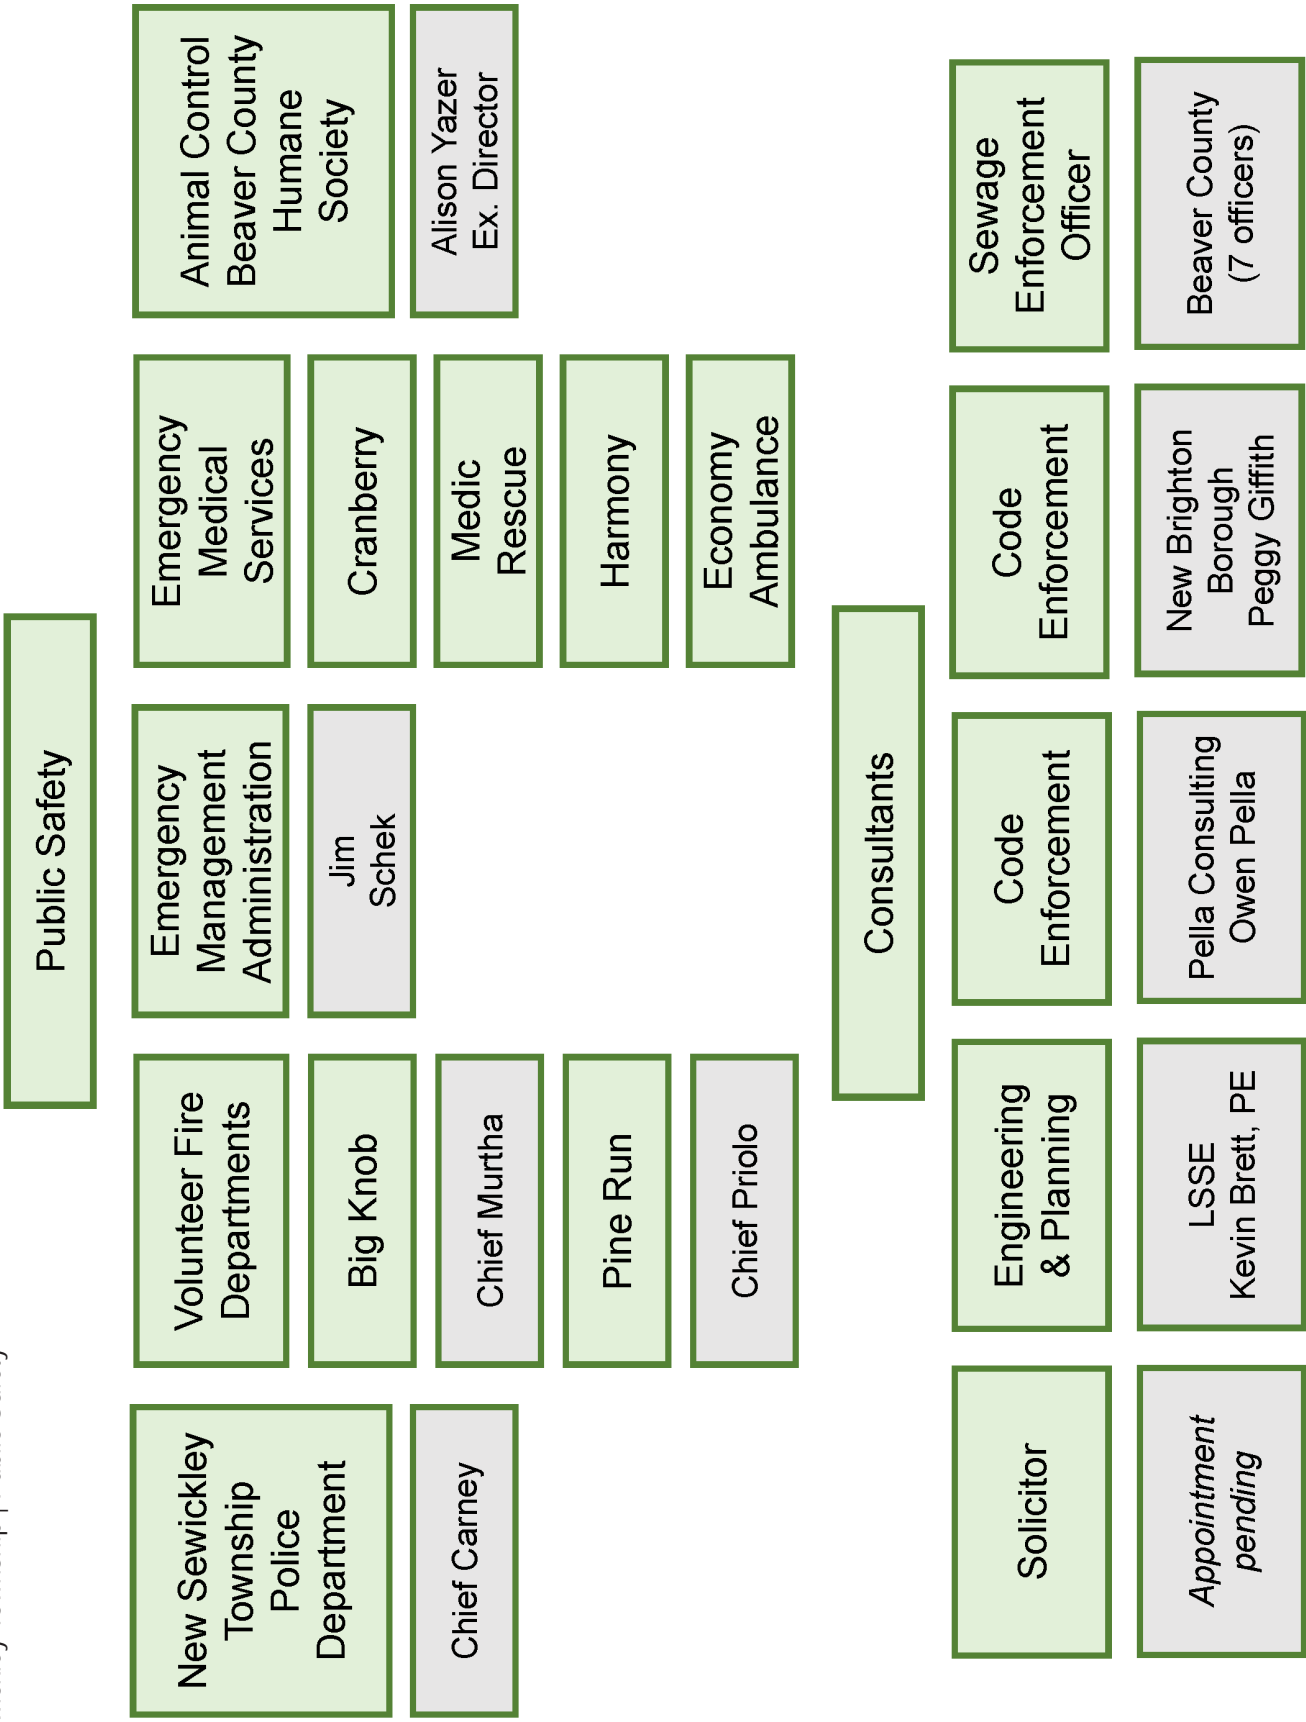 Public Safety
New Sewickley
Township
Police
Department
Chief Carney
Volunteer Fire
Departments
Big Knob
Chief Murtha
Pine Run
Chief Priolo
Emergency
Management
Administration
Jim
Schek
Emergency
Medical
Services
Cranberry
Medic
Rescue
Harmony
Economy
Ambulance
Animal Control
Beaver County
Humane
Society
Alison Yazer
Ex. Director
Consultants
Solicitor
Appointment
pending
Engineering
& Planning
LSSE
Kevin Brett, PE
Code
Enforcement
Pella Consulting
Owen Pella
Code
Enforcement
New Brighton
Borough
Peggy Giffith
Sewage
Enforcement
Officer
Beaver County
(7 officers)